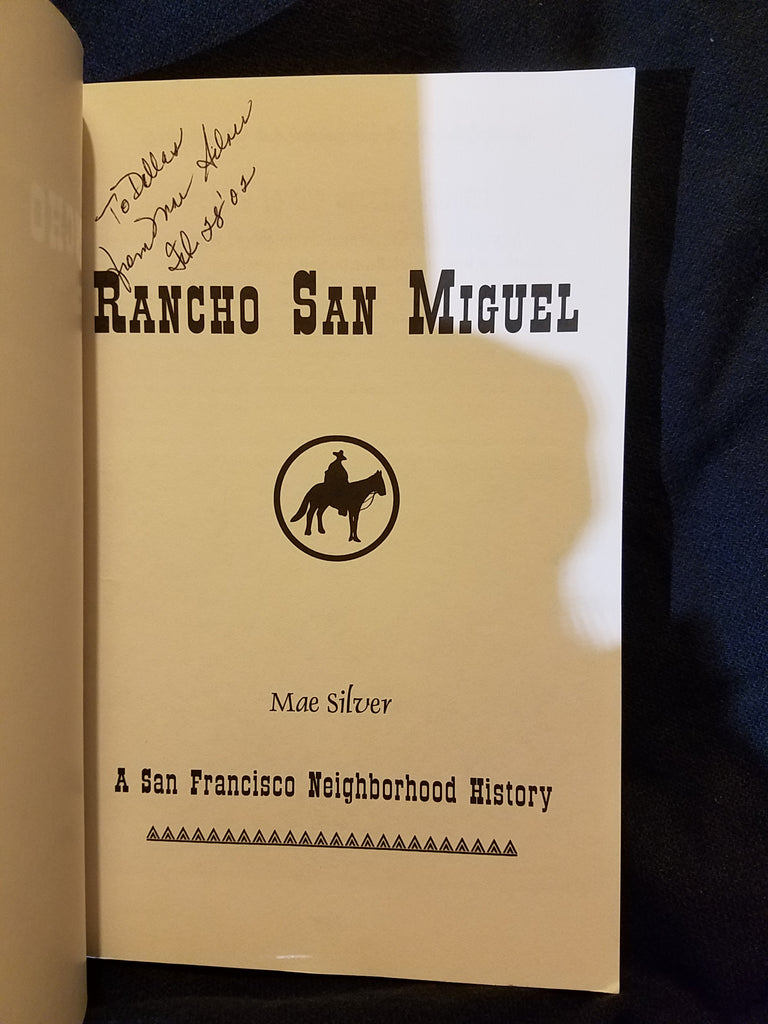 To Dallas
from Mae Silver
Feb 28 '02
RANCHO SAN MIGUEL
Mae Silver
A San Francisco Neighborhood History